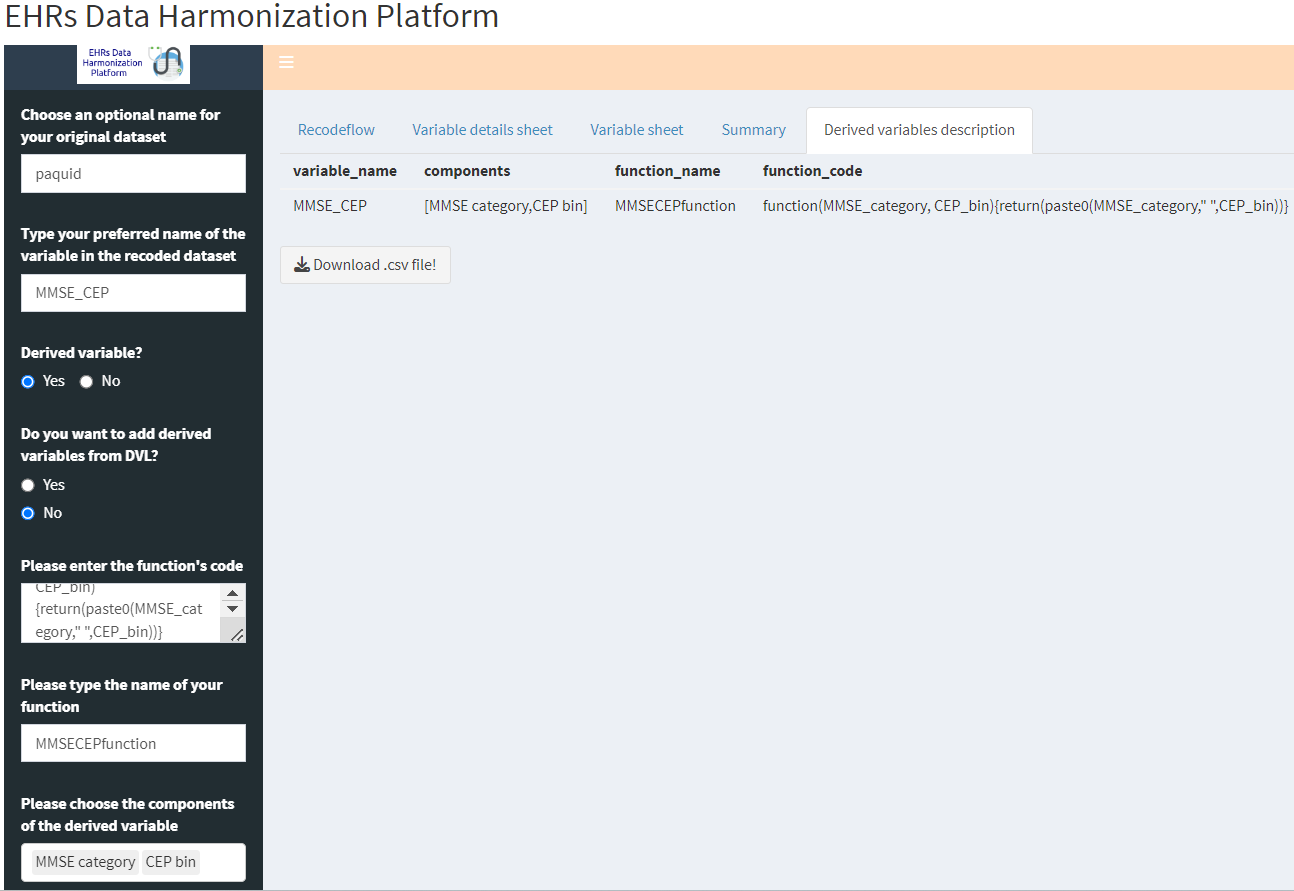 EHRs Data Harmonization Platform
EHRs Data
Harmonization
Platform
Choose an optional name for
your original dataset
paquid
Type your preferred name of the
variable in the recoded dataset
MMSE_CEP
Derived variable?
Yes No
Do you want to add derived
variables from DVL?
Yes
No
Please enter the function's code
CEP_bin)
{return(paste0(MMSE_cat
egory," ",CEP_bin))}
Please type the name of your
function
MMSECEPfunction
Please choose the components
of the derived variable
MMSE category CEP bin
Recodeflow Variable details sheet Variable sheet Summary Derived variables description
variable_name components function_name function_code
MMSE_CEP [MMSE category,CEP bin] MMSECEPfunction function(MMSE_category, CEP_bin){return(paste0(MMSE_category," ",CEP_bin))}
Download .csv file!